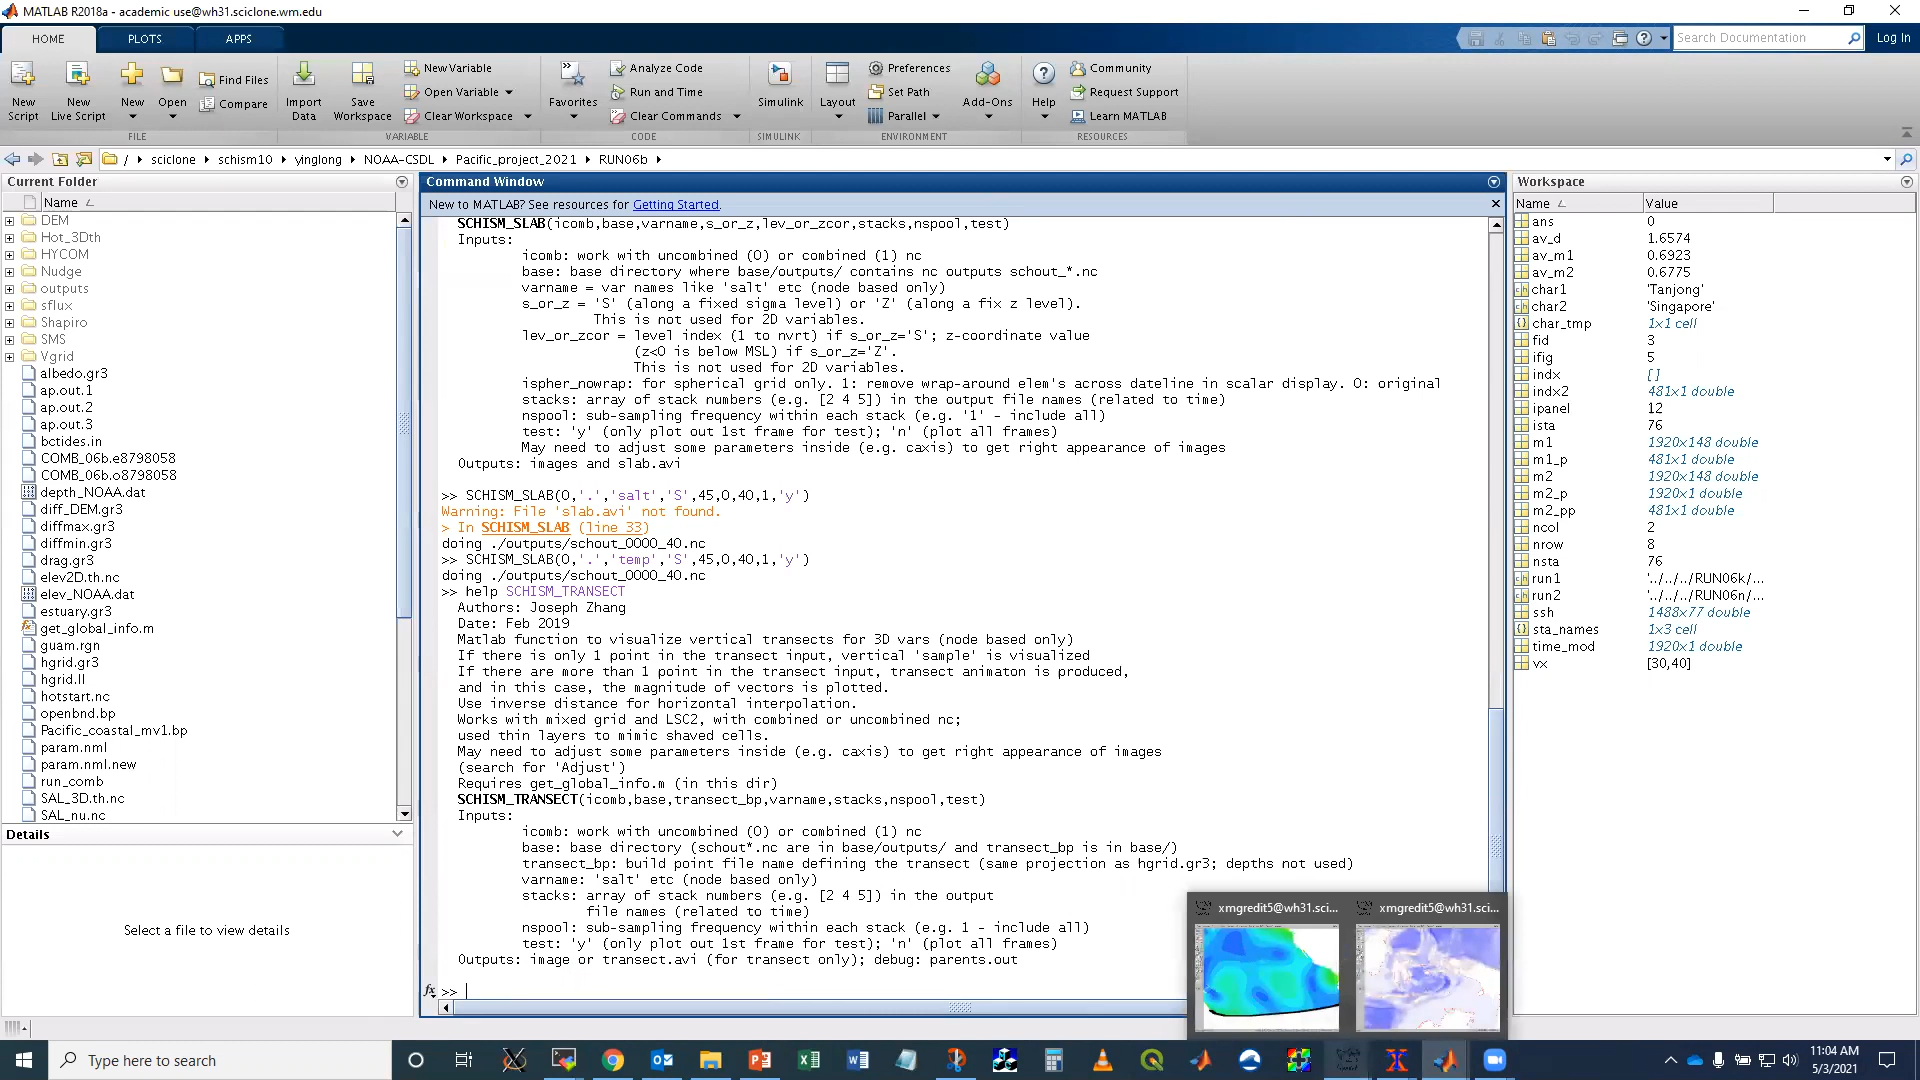 MATLAB R2018a - academic use@wh31.sciclone.wm.edu
HOME
PLOTS
APPS
Search Documentation
Log In
New Script
New Live Script
New
Open
Find Files
Compare
Import Data
Save Workspace
New Variable
Open Variable
Clear Workspace
Favorites
Analyze Code
Run and Time
Clear Commands
Simulink
Layout
Preferences
Set Path
Parallel
Add-Ons
Help
Community
Request Support
Learn MATLAB
FILE
VARIABLE
CODE
SIMULINK
ENVIRONMENT
RESOURCES
/ sciclone schism10 yinglong NOAA-CSDL Pacific_project_2021 RUN06b
Current Folder
Name
DEM
Hot_3Dth
HYCOM
Nudge
outputs
sflux
Shapiro
SMS
Vgrid
albedo.gr3
ap.out.1
ap.out.2
ap.out.3
bctides.in
COMB_06b.e8798058
COMB_06b.o8798058
depth_NOAA.dat
diff_DEM.gr3
diffmax.gr3
diffmin.gr3
drag.gr3
elev2D.th.nc
elev_NOAA.dat
estuary.gr3
get_global_info.m
guam.rgn
hgrid.gr3
hgrid.ll
hotstart.nc
openbnd.bp
Pacific_coastal_mv1.bp
param.nml
param.nml.new
run_comb
SAL_3D.th.nc
SAL_nu.nc
Details
Select a file to view details
Command Window
New to MATLAB? See resources for Getting Started.
SCHISM_SLAB(icomb,base,varname,s_or_z,lev_or_zcor,stacks,nspool,test)
Inputs:
icomb: work with uncombined (0) or combined (1) nc
base: base directory where base/outputs/ contains nc outputs schout_*.nc
varname = var names like 'salt' etc (node based only)
s_or_z = 'S' (along a fixed sigma level) or 'Z' (along a fix z level).
This is not used for 2D variables.
lev_or_zcor = level index (1 to nvrt) if s_or_z='S'; z-coordinate value
(z<0 is below MSL) if s_or_z='Z'.
This is not used for 2D variables.
ispher_nowrap: for spherical grid only. 1: remove wrap-around elem's across dateline in scalar display. 0: original
stacks: array of stack numbers (e.g. [2 4 5]) in the output file names (related to time)
nspool: sub-sampling frequency within each stack (e.g. '1' - include all)
test: 'y' (only plot out 1st frame for test); 'n' (plot all frames)
May need to adjust some parameters inside (e.g. caxis) to get right appearance of images
Outputs: images and slab.avi
>> SCHISM_SLAB(0,'.','salt','S',45,0,40,1,'y')
Warning: File 'slab.avi' not found.
> In SCHISM_SLAB (line 33)
doing ./outputs/schout_0000_40.nc
>> SCHISM_SLAB(0,'.','temp','S',45,0,40,1,'y')
doing ./outputs/schout_0000_40.nc
>> help SCHISM_TRANSECT
Authors: Joseph Zhang
Date: Feb 2019
Matlab function to visualize vertical transects for 3D vars (node based only)
If there is only 1 point in the transect input, vertical 'sample' is visualized
If there are more than 1 point in the transect input, transect animaton is produced,
and in this case, the magnitude of vectors is plotted.
Use inverse distance for horizontal interpolation.
Works with mixed grid and LSC2, with combined or uncombined nc;
used thin layers to mimic shaved cells.
May need to adjust some parameters inside (e.g. caxis) to get right appearance of images
(search for 'Adjust')
Requires get_global_info.m (in this dir)
SCHISM_TRANSECT(icomb,base,transect_bp,varname,stacks,nspool,test)
Inputs:
icomb: work with uncombined (0) or combined (1) nc
base: base directory (schout*.nc are in base/outputs/ and transect_bp is in base/)
transect_bp: build point file name defining the transect (same projection as hgrid.gr3; depths not used)
varname: 'salt' etc (node based only)
stacks: array of stack numbers (e.g. [2 4 5]) in the output
file names (related to time)
nspool: sub-sampling frequency within each stack (e.g. 1 - include all)
test: 'y' (only plot out 1st frame for test); 'n' (plot all frames)
Outputs: image or transect.avi (for transect only); debug: parents.out
fx >>
Workspace
Name Value
ans 0
av_d 1.6574
av_m1 0.6923
av_m2 0.6775
char1 'Tanjong'
char2 'Singapore'
char_tmp 1x1 cell
fid 3
ifig 5
indx []
indx2 481x1 double
ipanel 12
ista 76
m1 1920x148 double
m1_p 481x1 double
m2 1920x148 double
m2_p 1920x1 double
m2_pp 481x1 double
ncol 2
nrow 8
nsta 76
run1 '../../../RUN06k/...
run2 '../../../RUN06n/...
ssh 1488x77 double
sta_names 1x3 cell
time_mod 1920x1 double
vx [30,40]
xmgredit5@wh31.sci...
xmgredit5@wh31.sci...
Type here to search
11:04 AM
5/3/2021